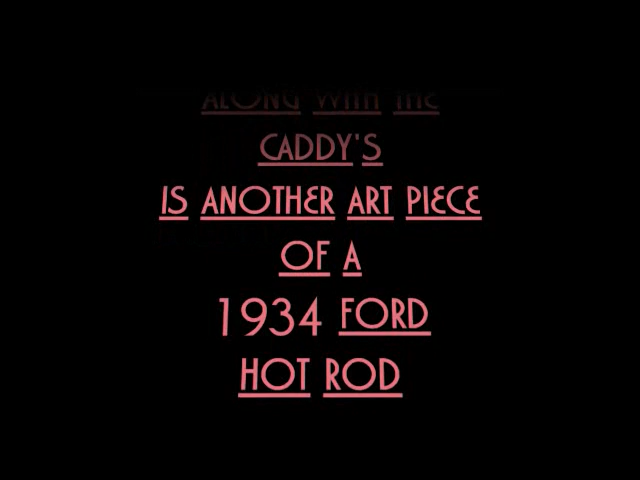 ALONG WITH THE
CADDY'S
IS ANOTHER ART PIECE
OF A
1934 FORD
HOT ROD